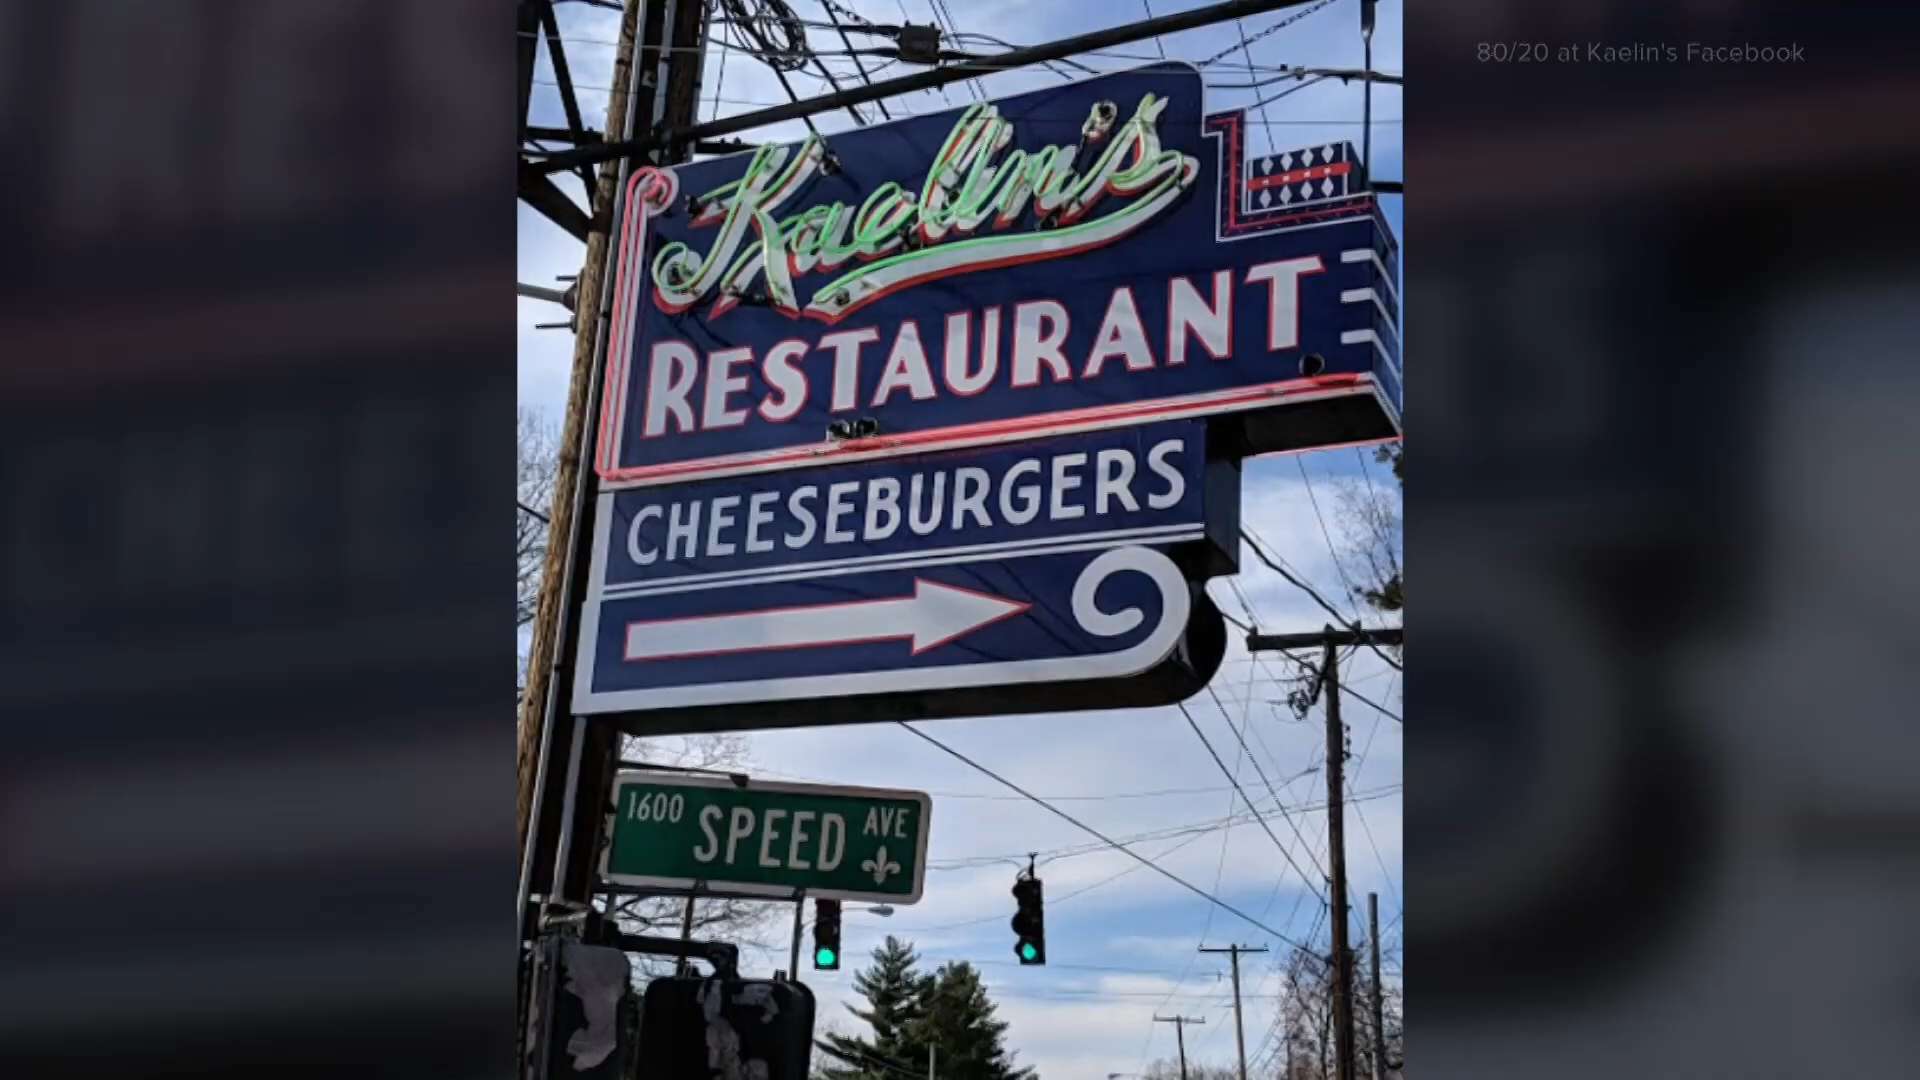 80/20 at Kaelin's Facebook
Kaelin's
RESTAURANT
CHEESEBURGERS
1600 SPEED AVE